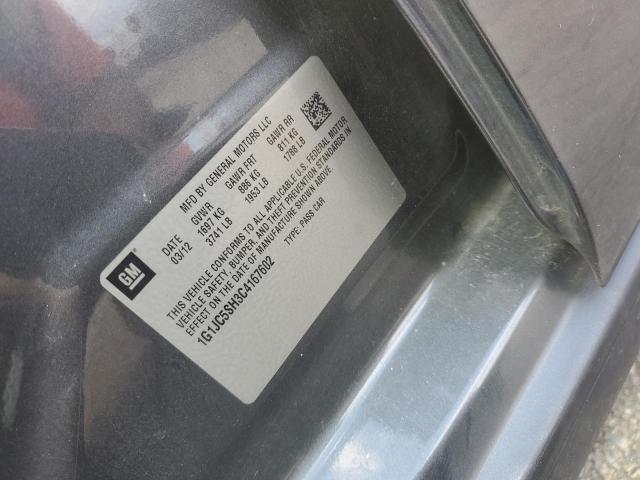 GM
MFD BY GENERAL MOTORS LLC
DATE GVWR GAWR FRT GAWR RR
03/12 1697 KG 886 KG 811 KG
3741 LB 1953 LB 1788 LB
THIS VEHICLE CONFORMS TO ALL APPLICABLE U.S. FEDERAL MOTOR
VEHICLE SAFETY, BUMPER, AND THEFT PREVENTION STANDARDS IN
EFFECT ON THE DATE OF MANUFACTURE SHOWN ABOVE
1G1JC5SH3C4167602 TYPE: PASS CAR